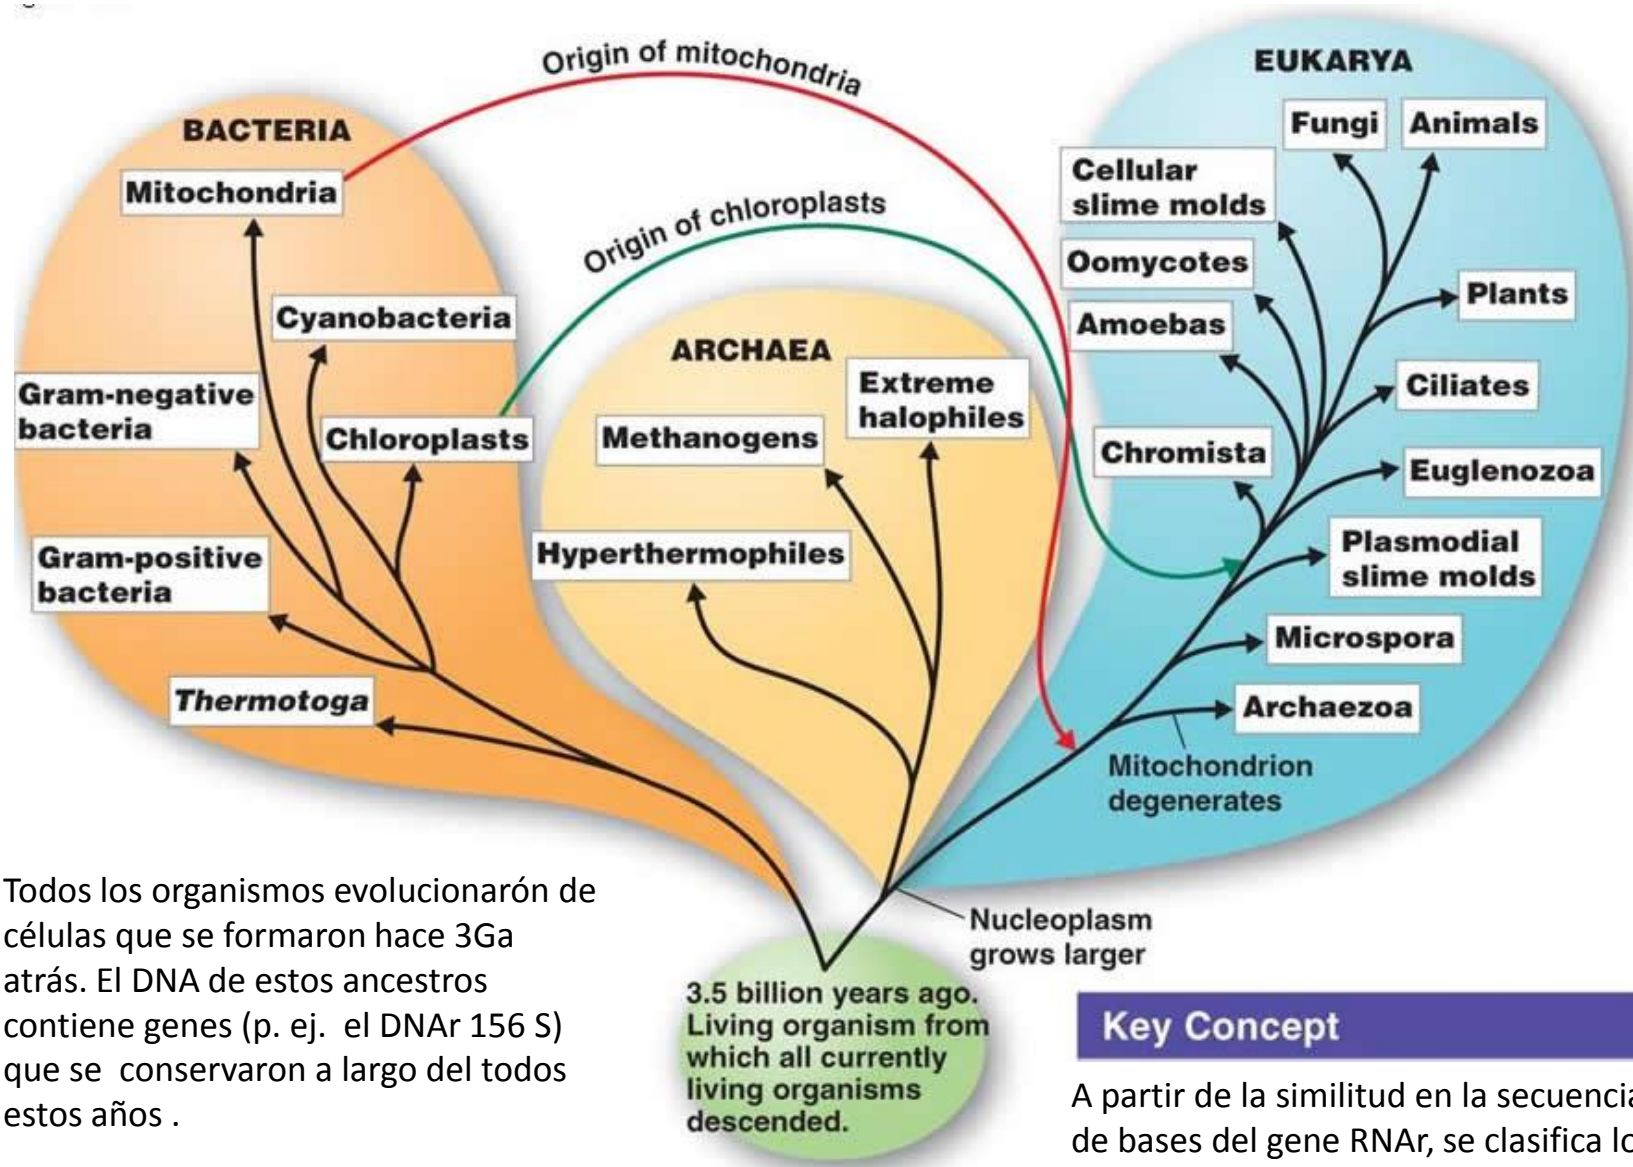 Origin of mitochondria
EUKARYA
BACTERIA
Fungi
Animals
Mitochondria
Cellular
slime molds
Origin of chloroplasts
Oomycotes
Plants
Cyanobacteria
Amoebas
ARCHAEA
Gram-negative
bacteria
Extreme
halophiles
Ciliates
Chloroplasts
Methanogens
Chromista
Euglenozoa
Gram-positive
bacteria
Hyperthermophiles
Plasmodial
slime molds
Microspora
Thermotoga
Archaezoa
Mitochondrion
degenerates
Todos los organismos evolucionarón de
células que se formaron hace 3Ga
atrás. El DNA de estos ancestros
contiene genes (p. ej. el DNAr 156 S)
que se conservaron a largo del todos
estos años .
Nucleoplasm
grows larger
3.5 billion years ago.
Living organism from
which all currently
living organisms
descended.
Key Concept
A partir de la similitud en la secuencia
de bases del gene RNAr, se clasifica lo